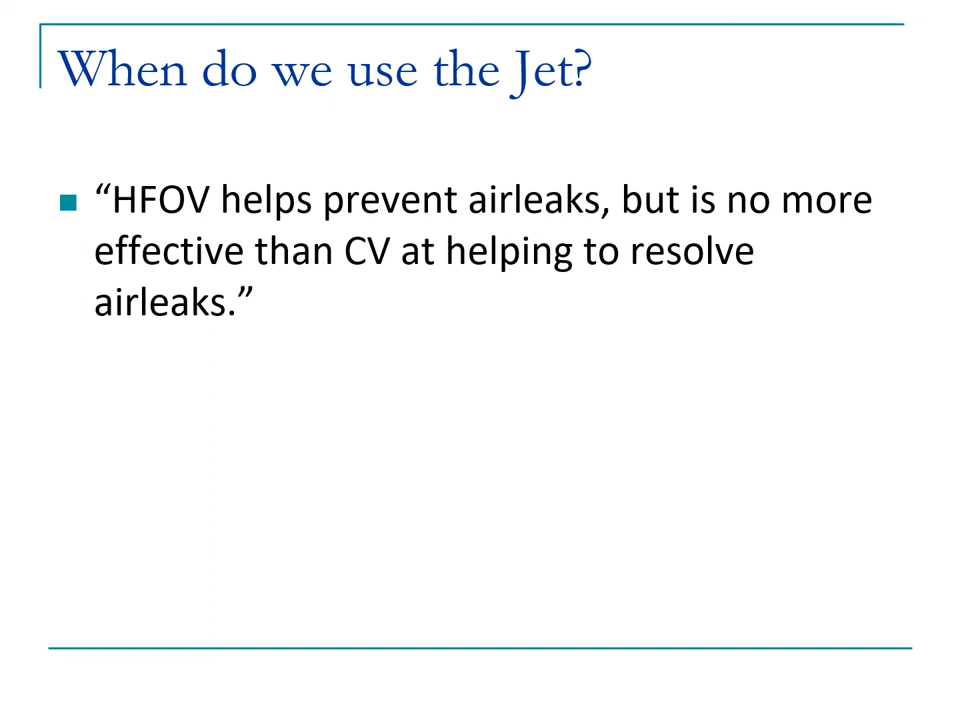 When do we use the Jet?
“HFOV helps prevent airleaks, but is no more
effective than CV at helping to resolve
airleaks.”